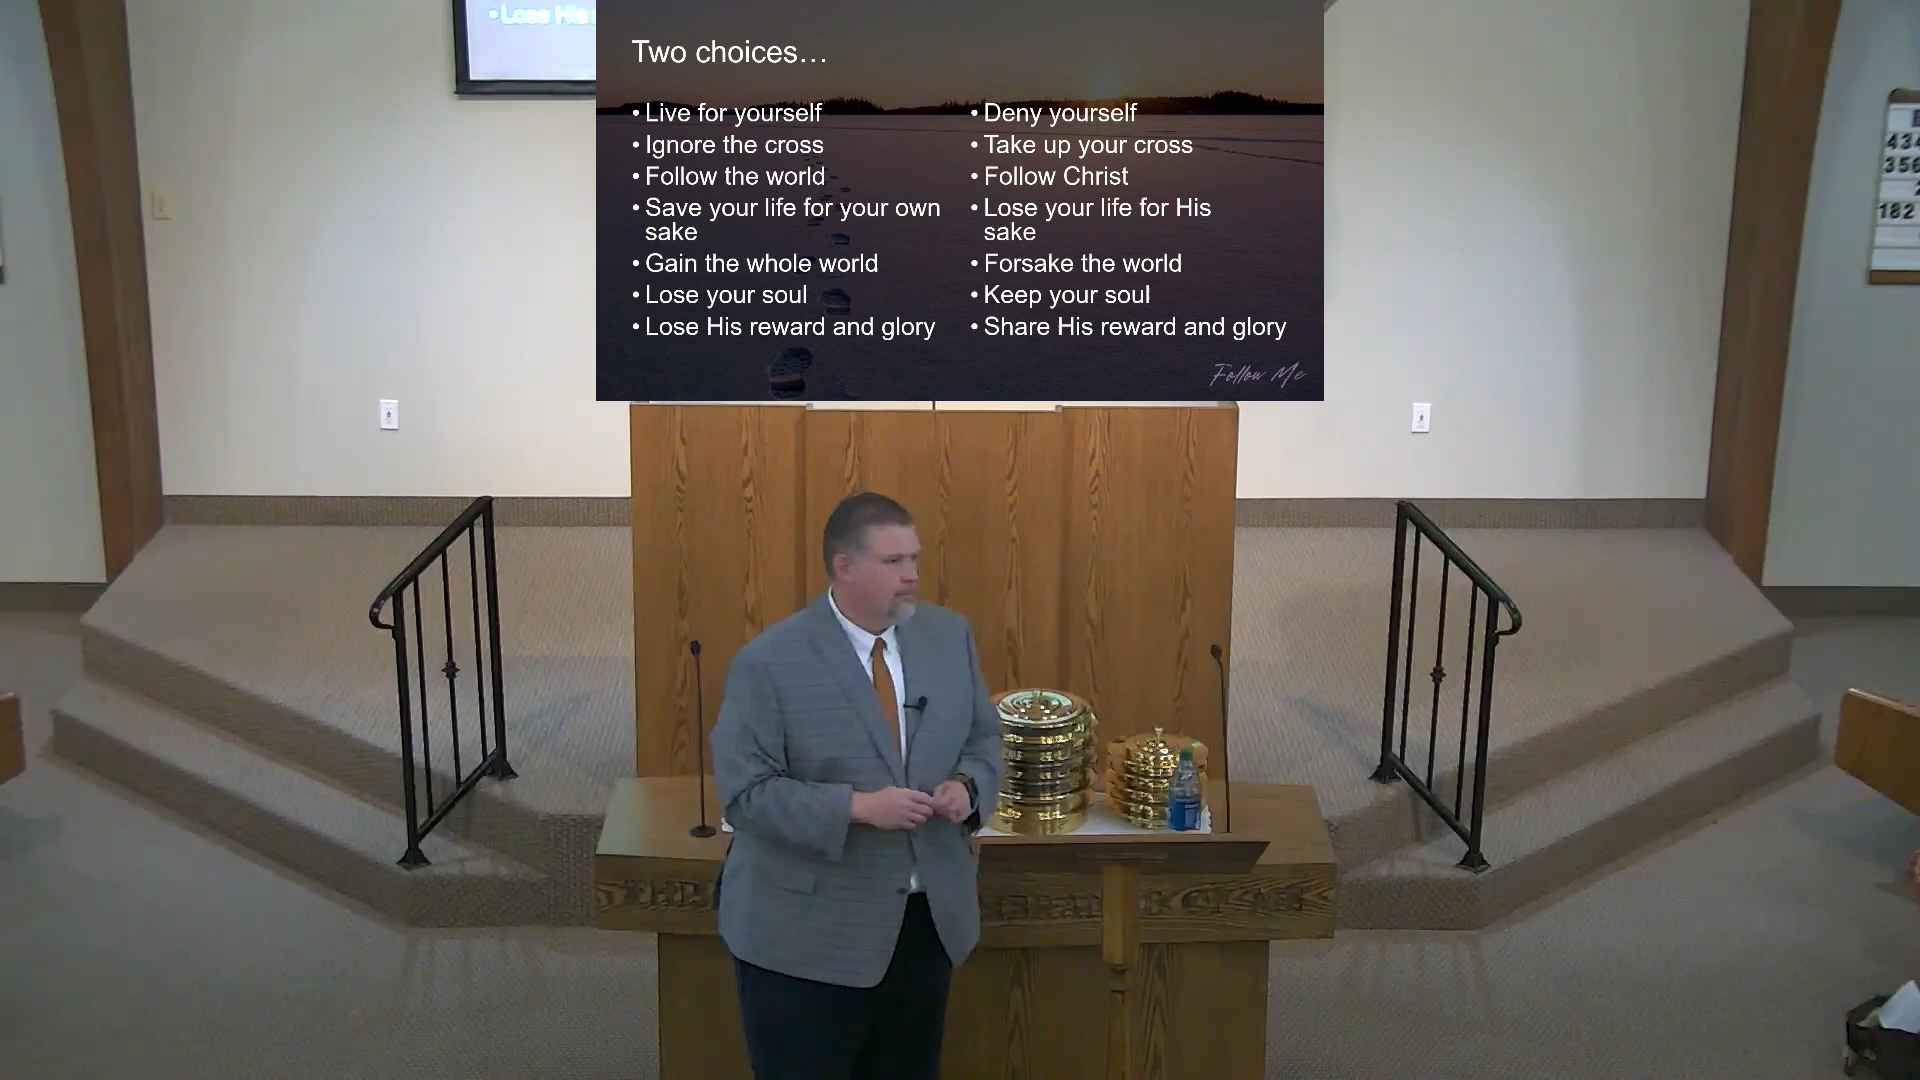 • Lose His
Two choices…
• Live for yourself
• Ignore the cross
• Follow the world
• Save your life for your own
sake
• Gain the whole world
• Lose your soul
• Lose His reward and glory
• Deny yourself
• Take up your cross
• Follow Christ
• Lose your life for His
sake
• Forsake the world
• Keep your soul
• Share His reward and glory
Follow Me
434
356
182